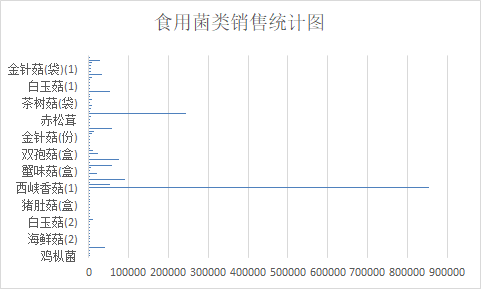 食用菌类销售统计图
金针菇(袋)(1)
白玉菇(1)
茶树菇(袋)
赤松茸
金针菇(份)
双孢菇(盒)
蟹味菇(盒)
西峡香菇(1)
猪肚菇(盒)
白玉菇(2)
海鲜菇(2)
鸡枞菌
0 100000 200000 300000 400000 500000 600000 700000 800000 900000